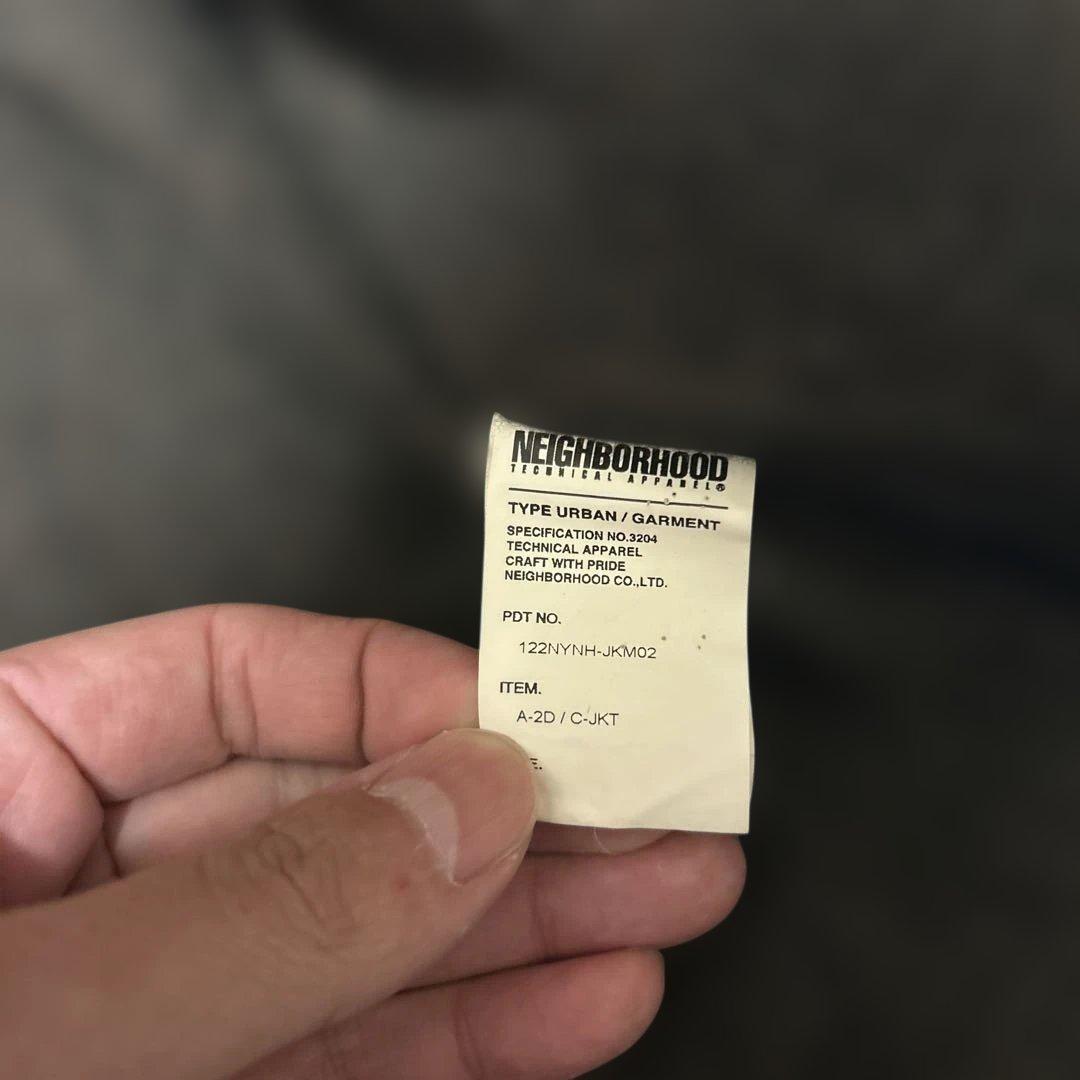 NEIGHBORHOOD
TECHNICAL APPAREL®
TYPE URBAN / GARMENT
SPECIFICATION NO.3204
TECHNICAL APPAREL
CRAFT WITH PRIDE
NEIGHBORHOOD CO.,LTD.
PDT NO.
122NYNH-JKM02
ITEM.
A-2D / C-JKT